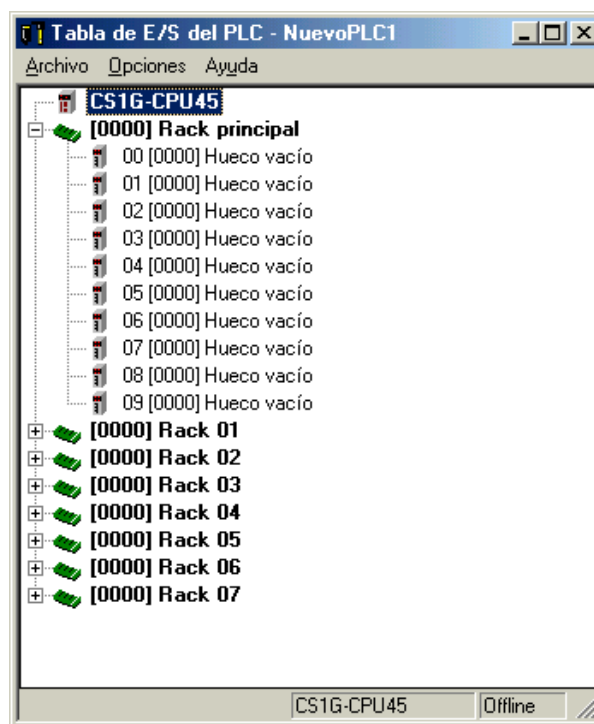 Tabla de E/S del PLC - NuevoPLC1
Archivo Opciones Ayuda
CS1G-CPU45
[0000] Rack principal
00 [0000] Hueco vacío
01 [0000] Hueco vacío
02 [0000] Hueco vacío
03 [0000] Hueco vacío
04 [0000] Hueco vacío
05 [0000] Hueco vacío
06 [0000] Hueco vacío
07 [0000] Hueco vacío
08 [0000] Hueco vacío
09 [0000] Hueco vacío
[0000] Rack 01
[0000] Rack 02
[0000] Rack 03
[0000] Rack 04
[0000] Rack 05
[0000] Rack 06
[0000] Rack 07
CS1G-CPU45 Offline